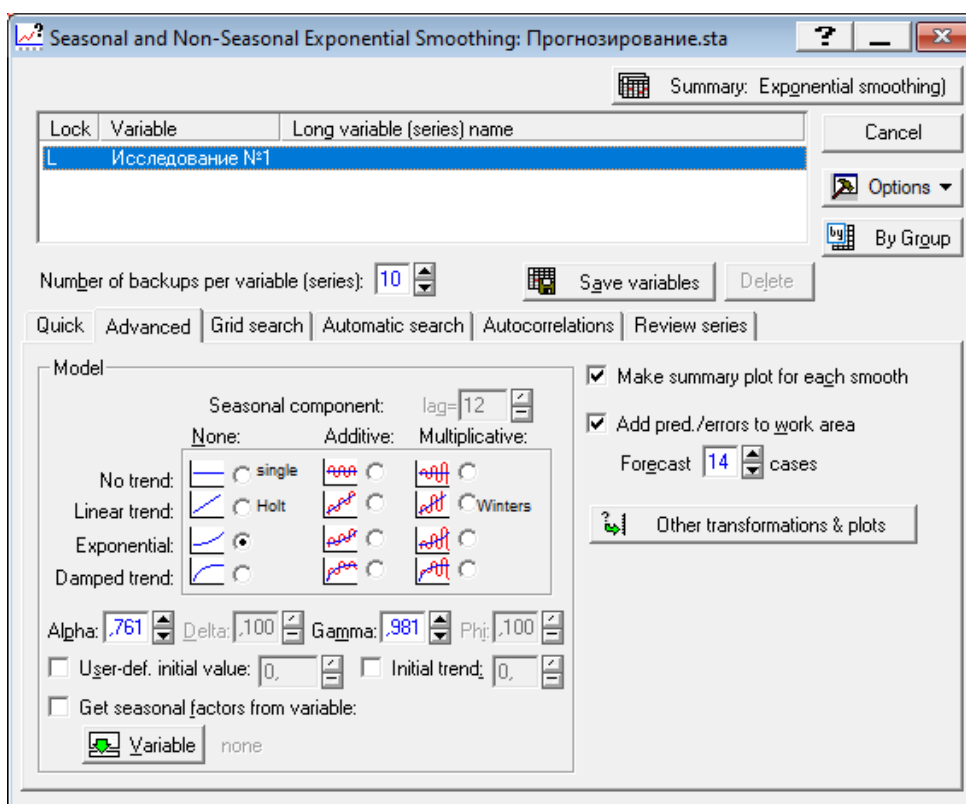 Seasonal and Non-Seasonal Exponential Smoothing: Прогнозирование.sta
Summary: Exponential smoothing)
Lock Variable Long variable (series) name
L Исследование №1
Cancel
Options
By Group
Number of backups per variable (series): 10 Save variables Delete
Quick Advanced Grid search Automatic search Autocorrelations Review series
Model
Seasonal component: lag= 12
None: Additive: Multiplicative:
No trend: single
Linear trend: Holt Winters
Exponential:
Damped trend:
Alpha: ,761 Delta: ,100 Gamma: ,981 Phi: ,100
User-def. initial value: 0, Initial trend: 0,
Get seasonal factors from variable:
Variable none
Make summary plot for each smooth
Add pred./errors to work area
Forecast 14 cases
Other transformations & plots